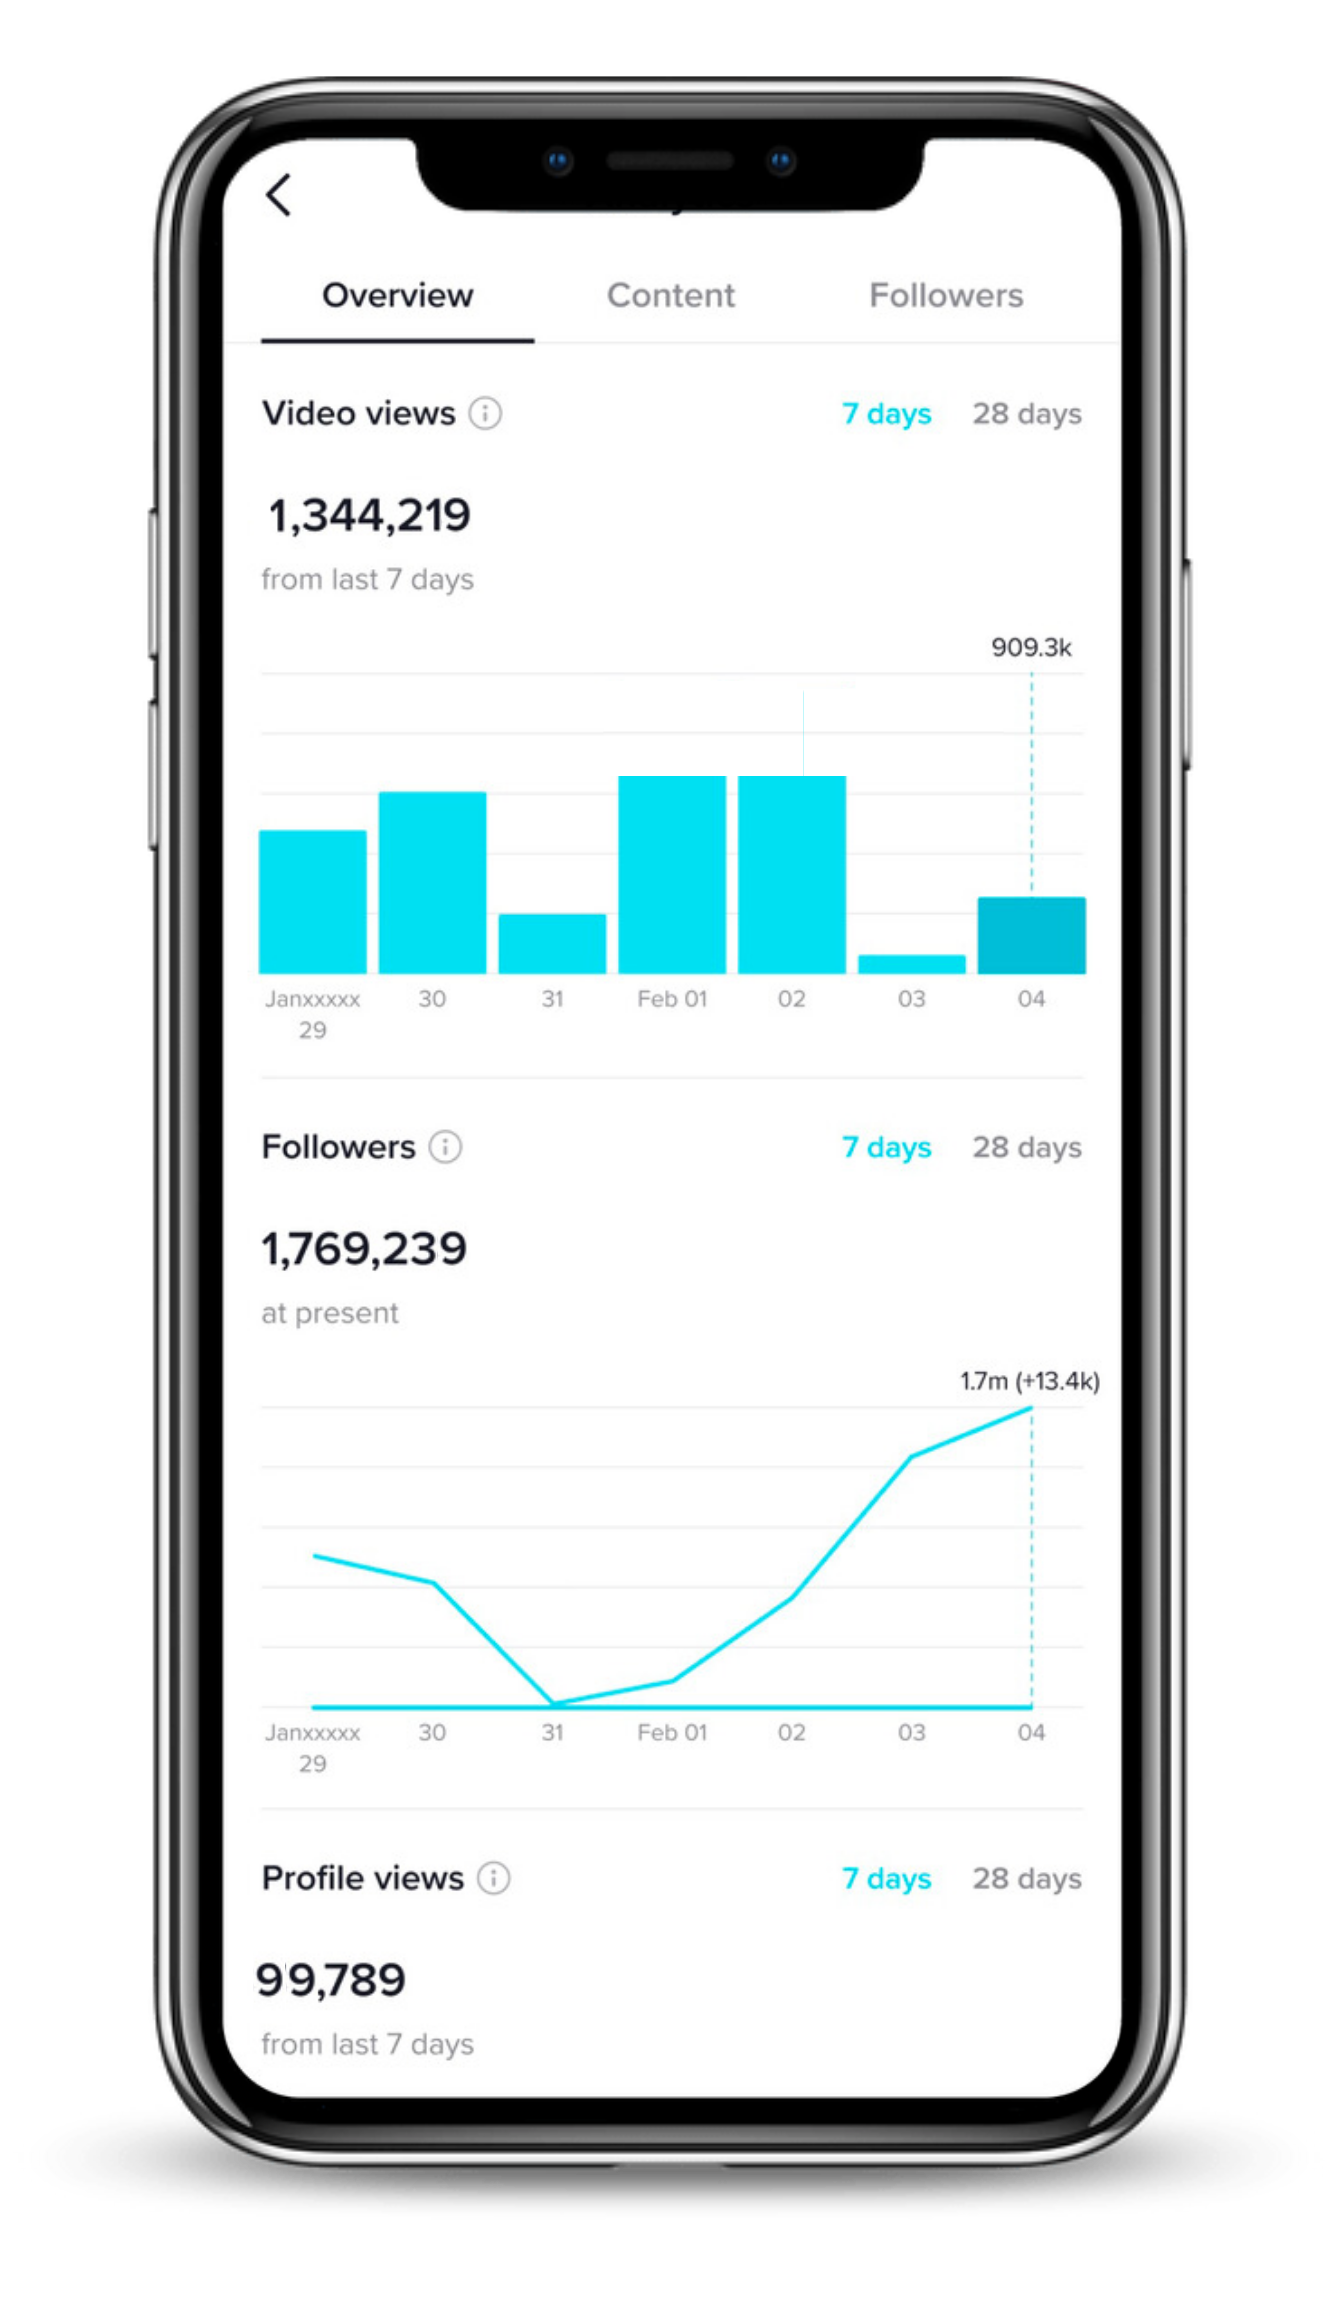 Overview Content Followers
Video views 7 days 28 days
1,344,219
from last 7 days
909.3k
Janxxxxx 30 31 Feb 01 02 03 04
29
Followers 7 days 28 days
1,769,239
at present
1.7m (+13.4k)
Janxxxxx 30 31 Feb 01 02 03 04
29
Profile views 7 days 28 days
99,789
from last 7 days